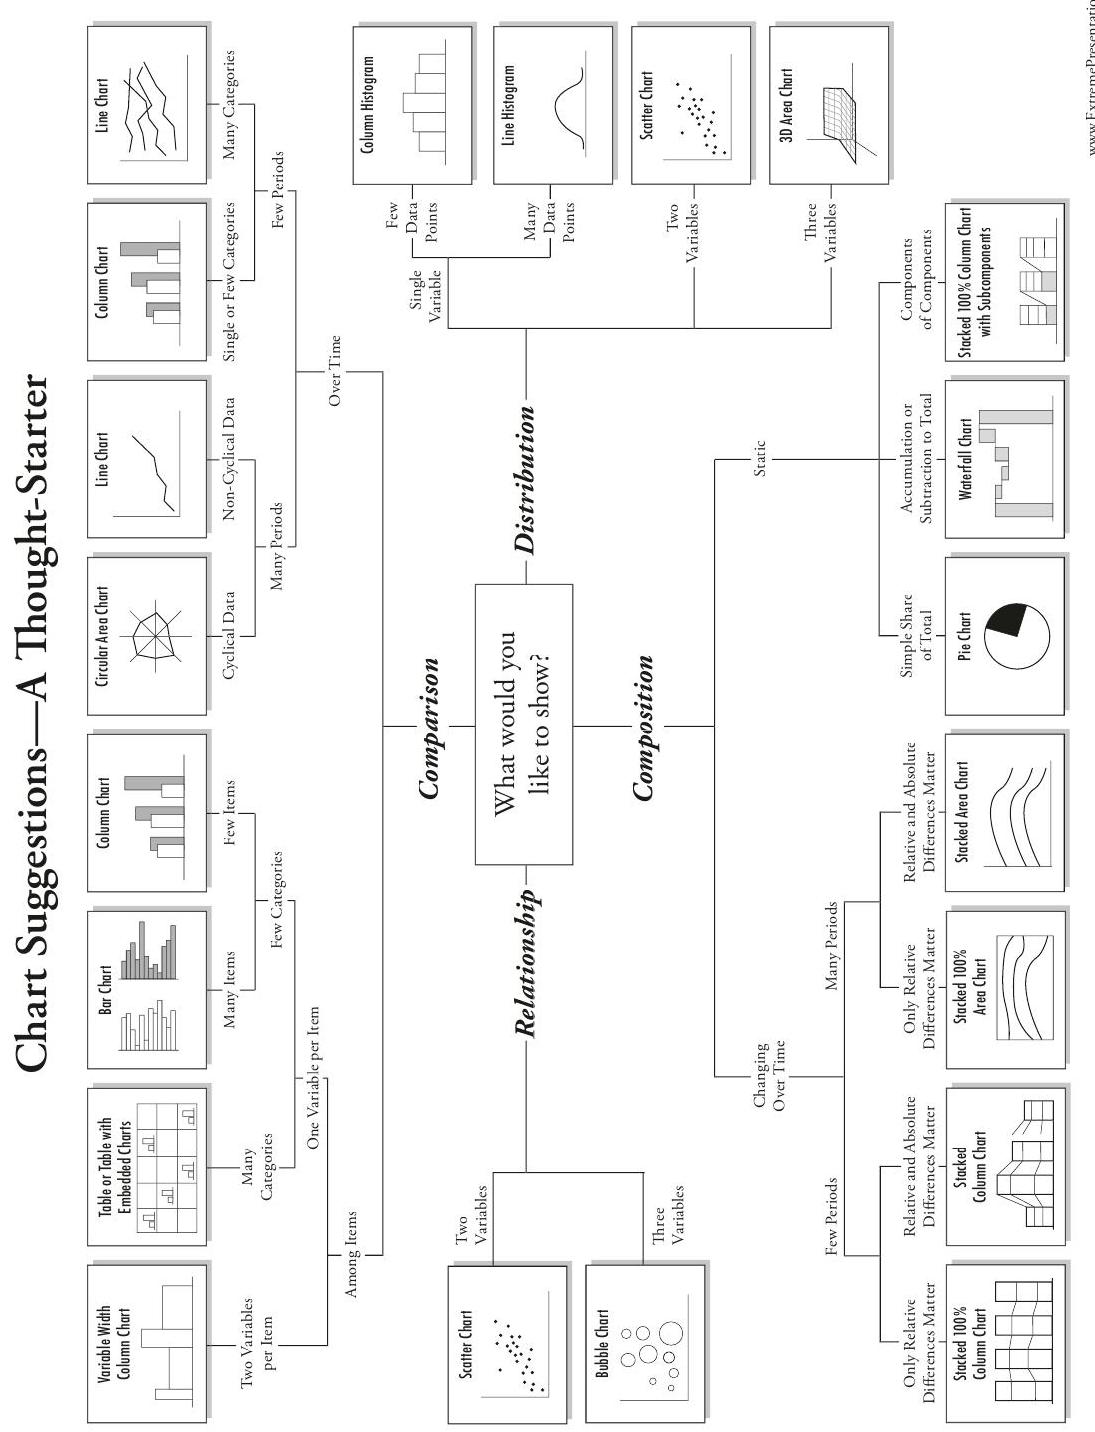 Chart Suggestions—A Thought-Starter
Variable Width
Column Chart
Table or Table with
Embedded Charts
Bar Chart
Column Chart
Circular Area Chart
Line Chart
Column Chart
Line Chart
Two Variables
per Item
Many
Categories
Many Items
Few Items
Cyclical Data
Non-Cyclical Data
Single or Few Categories
Many Categories
Few Categories
Many Periods
Few Periods
One Variable per Item
Among Items
Over Time
Comparison
What would you
like to show?
Relationship
Two
Variables
Scatter Chart
Three
Variables
Bubble Chart
Distribution
Single
Variable
Few
Data
Points
Column Histogram
Many
Data
Points
Line Histogram
Two
Variables
Scatter Chart
Three
Variables
3D Area Chart
Composition
Changing
Over Time
Static
Few Periods
Many Periods
Only Relative
Differences Matter
Relative and Absolute
Differences Matter
Only Relative
Differences Matter
Relative and Absolute
Differences Matter
Simple Share
of Total
Accumulation or
Subtraction to Total
Components
of Components
Stacked 100%
Column Chart
Stacked
Column Chart
Stacked 100%
Area Chart
Stacked Area Chart
Pie Chart
Waterfall Chart
Stacked 100% Column Chart
with Subcomponents